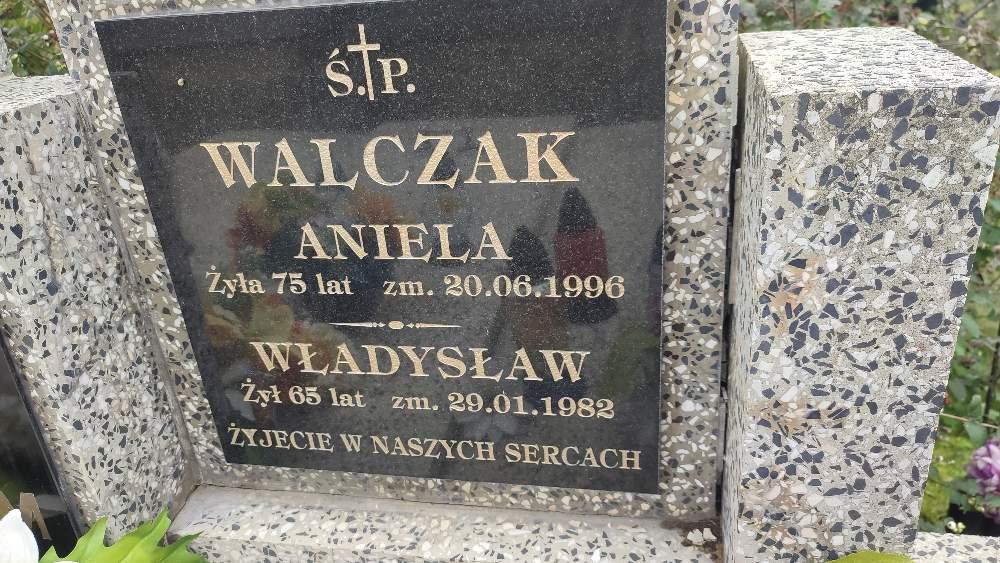 Ś.P.
WALCZAK
ANIELA
Żyła 75 lat zm. 20.06.1996
WŁADYSŁAW
Żył 65 lat zm. 29.01.1982
ŻYJECIE W NASZYCH SERCACH